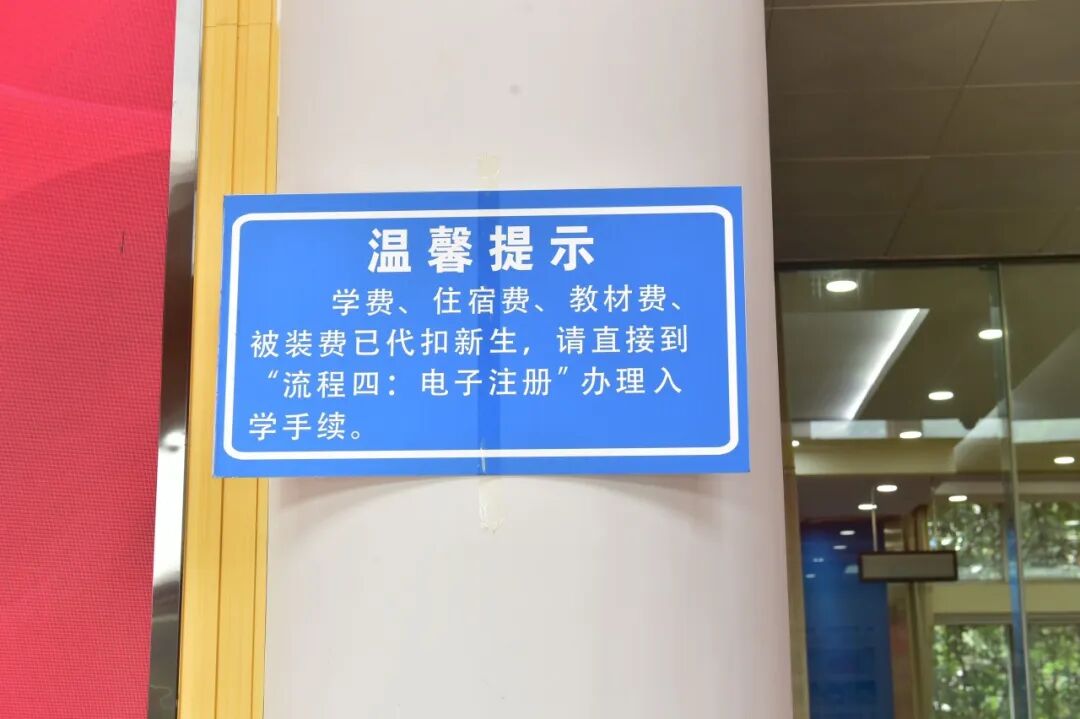 温馨提示
学费、住宿费、教材费、
被装费已代扣新生，请直接到
“流程四：电子注册”办理入
学手续。